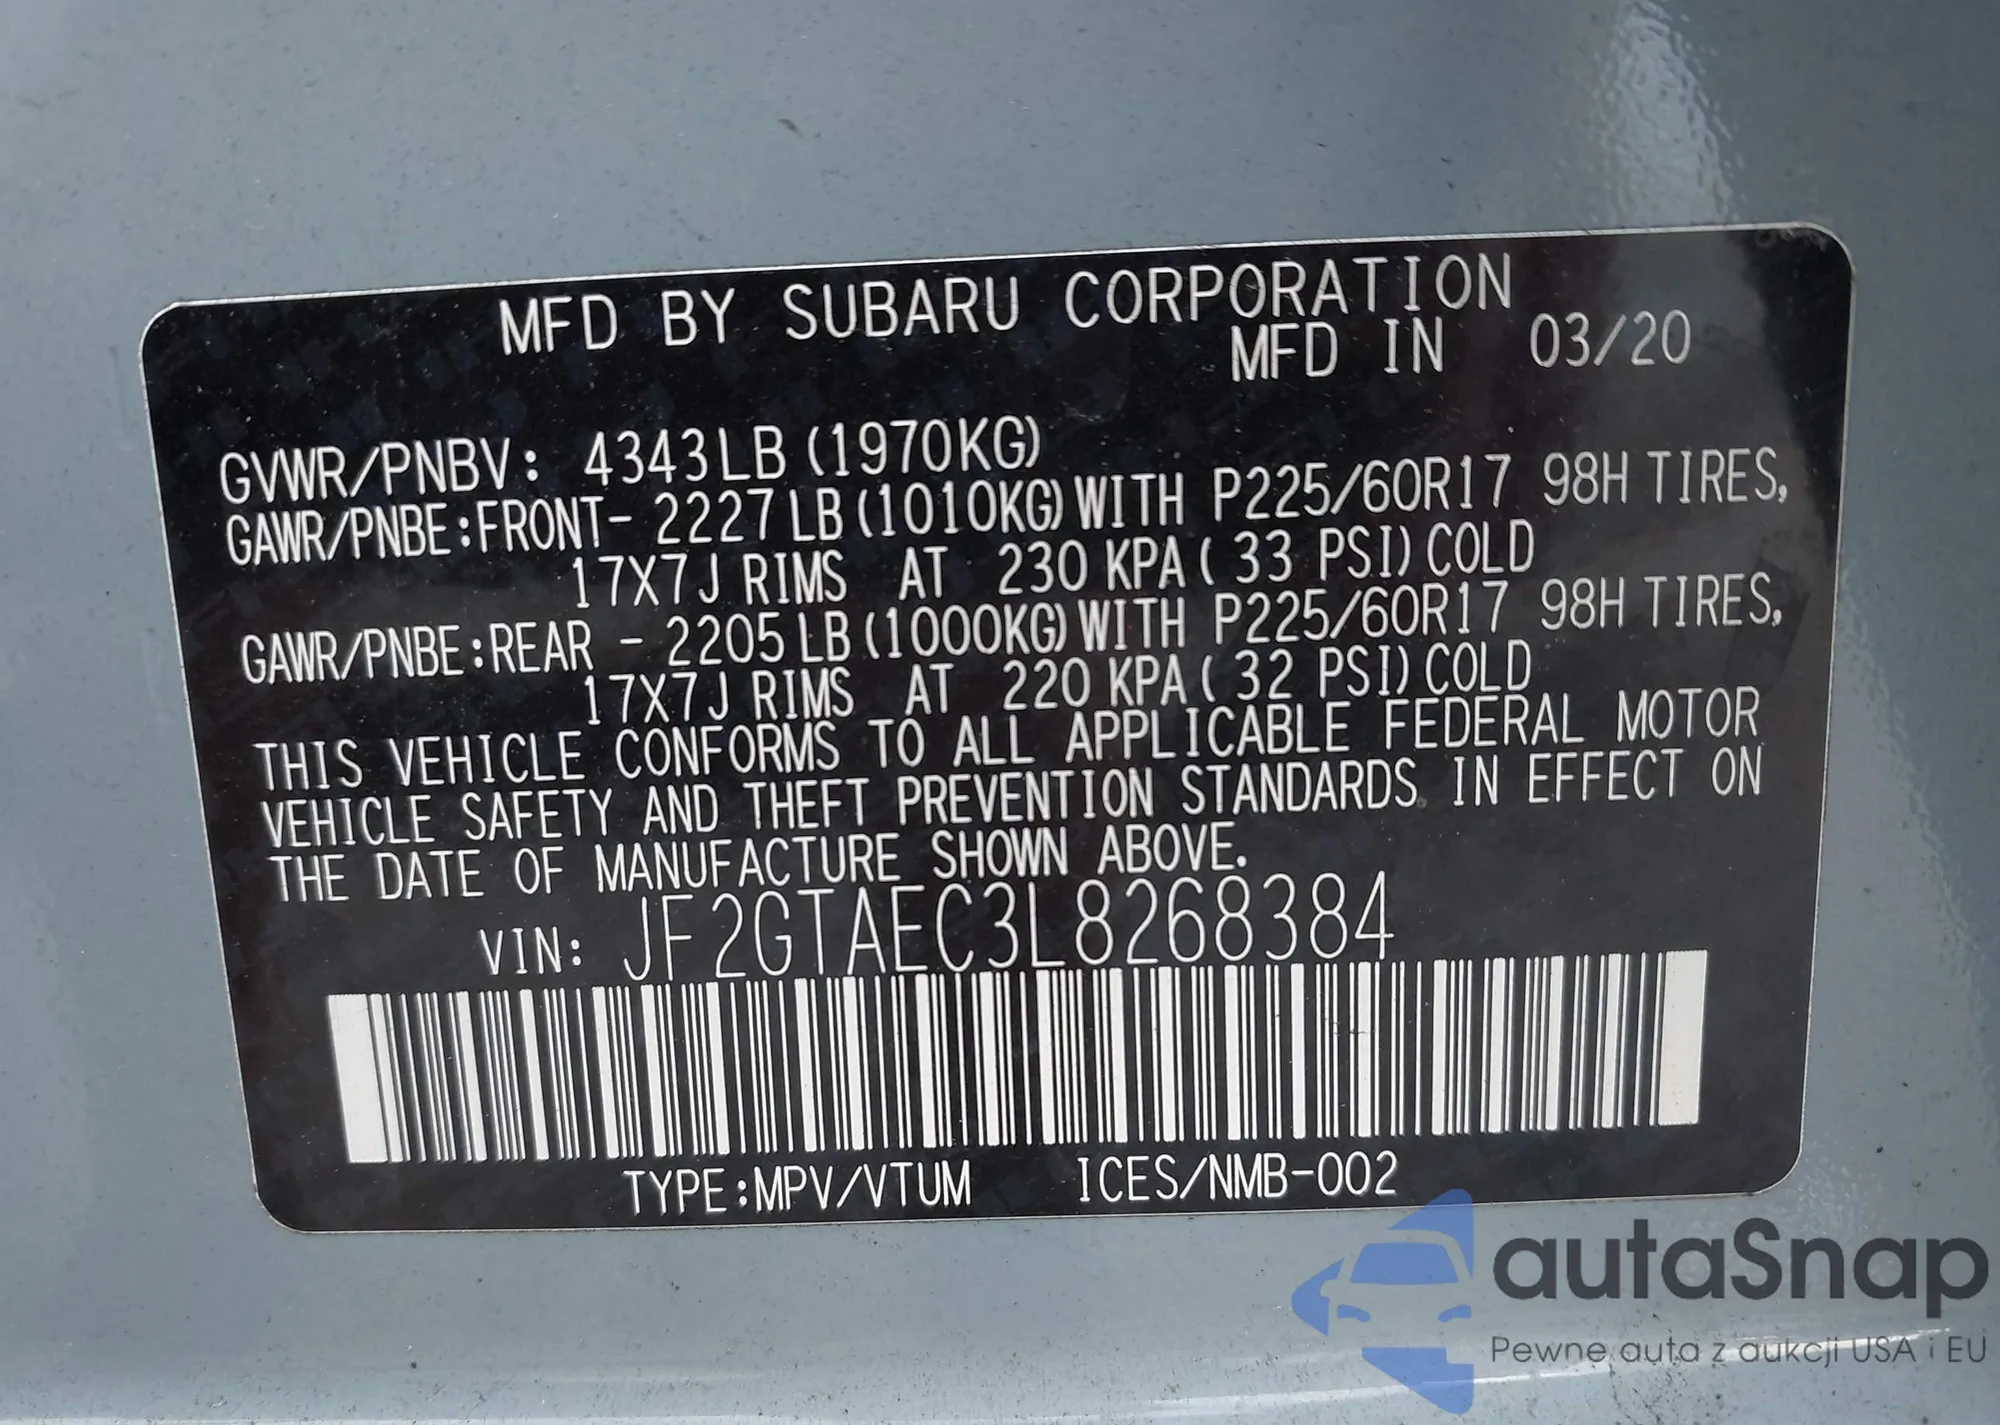 MFD BY SUBARU CORPORATION
MFD IN 03/20
GVWR/PNBV: 4343LB (1970KG)
GAWR/PNBE:FRONT- 2227LB (1010KG) WITH P225/60R17 98H TIRES,
17X7J RIMS AT 230 KPA ( 33 PSI) COLD
GAWR/PNBE:REAR - 2205LB (1000KG) WITH P225/60R17 98H TIRES,
17X7J RIMS AT 220 KPA ( 32 PSI) COLD
THIS VEHICLE CONFORMS TO ALL APPLICABLE FEDERAL MOTOR
VEHICLE SAFETY AND THEFT PREVENTION STANDARDS IN EFFECT ON
THE DATE OF MANUFACTURE SHOWN ABOVE.
VIN: JF2GTAEC3L8268384
TYPE:MPV/VTUM ICES/NMB-002
autaSnap
Pewne auta z aukcji USA i EU